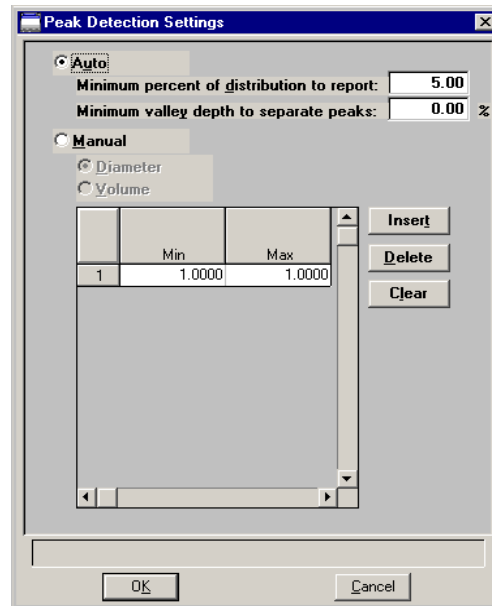 Peak Detection Settings
Auto
Minimum percent of distribution to report: 5.00
Minimum valley depth to separate peaks: 0.00 %
Manual
Diameter
Volume
Insert
Min Max
Delete
1 1.0000 1.0000
Clear
OK Cancel